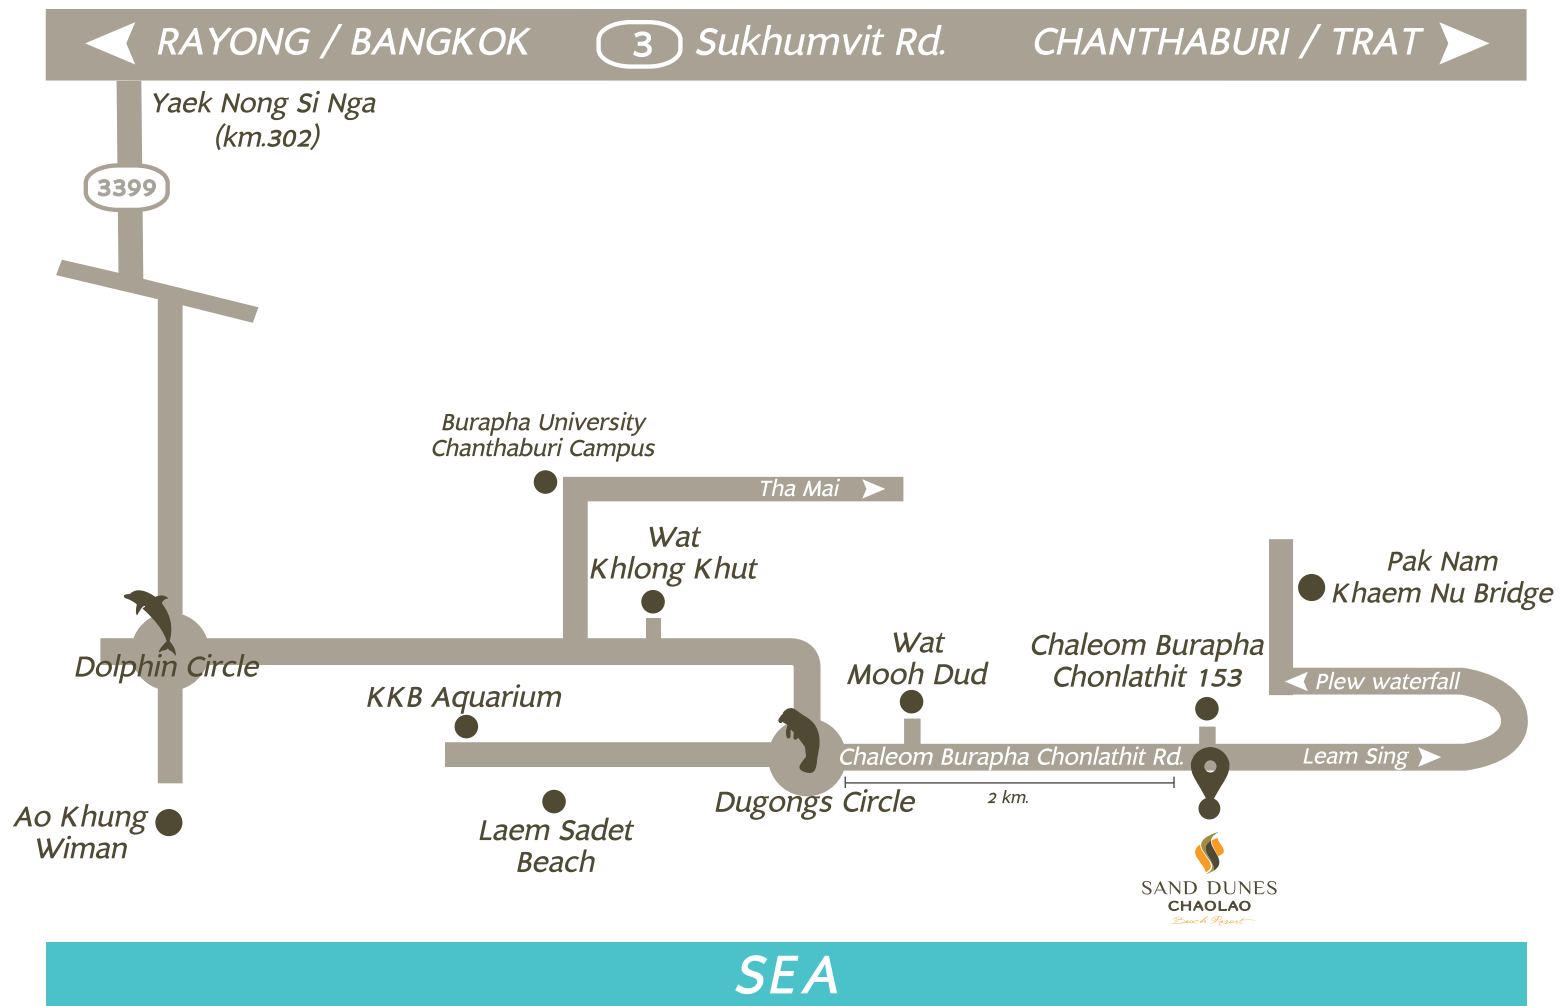 RAYONG / BANGKOK
3 Sukhumvit Rd.
CHANTHABURI / TRAT
Yaek Nong Si Nga
(km.302)
3399
Burapha University
Chanthaburi Campus
Tha Mai
Wat
Khlong Khut
Pak Nam
Khaem Nu Bridge
Wat
Mooh Dud
Chaleom Burapha
Chonlathit 153
Dolphin Circle
KKB Aquarium
Plew waterfall
Chaleom Burapha Chonlathit Rd.
Leam Sing
Dugongs Circle
2 km.
Ao Khung
Wiman
Laem Sadet
Beach
SAND DUNES
CHAOLAO
Beach Resort
SEA